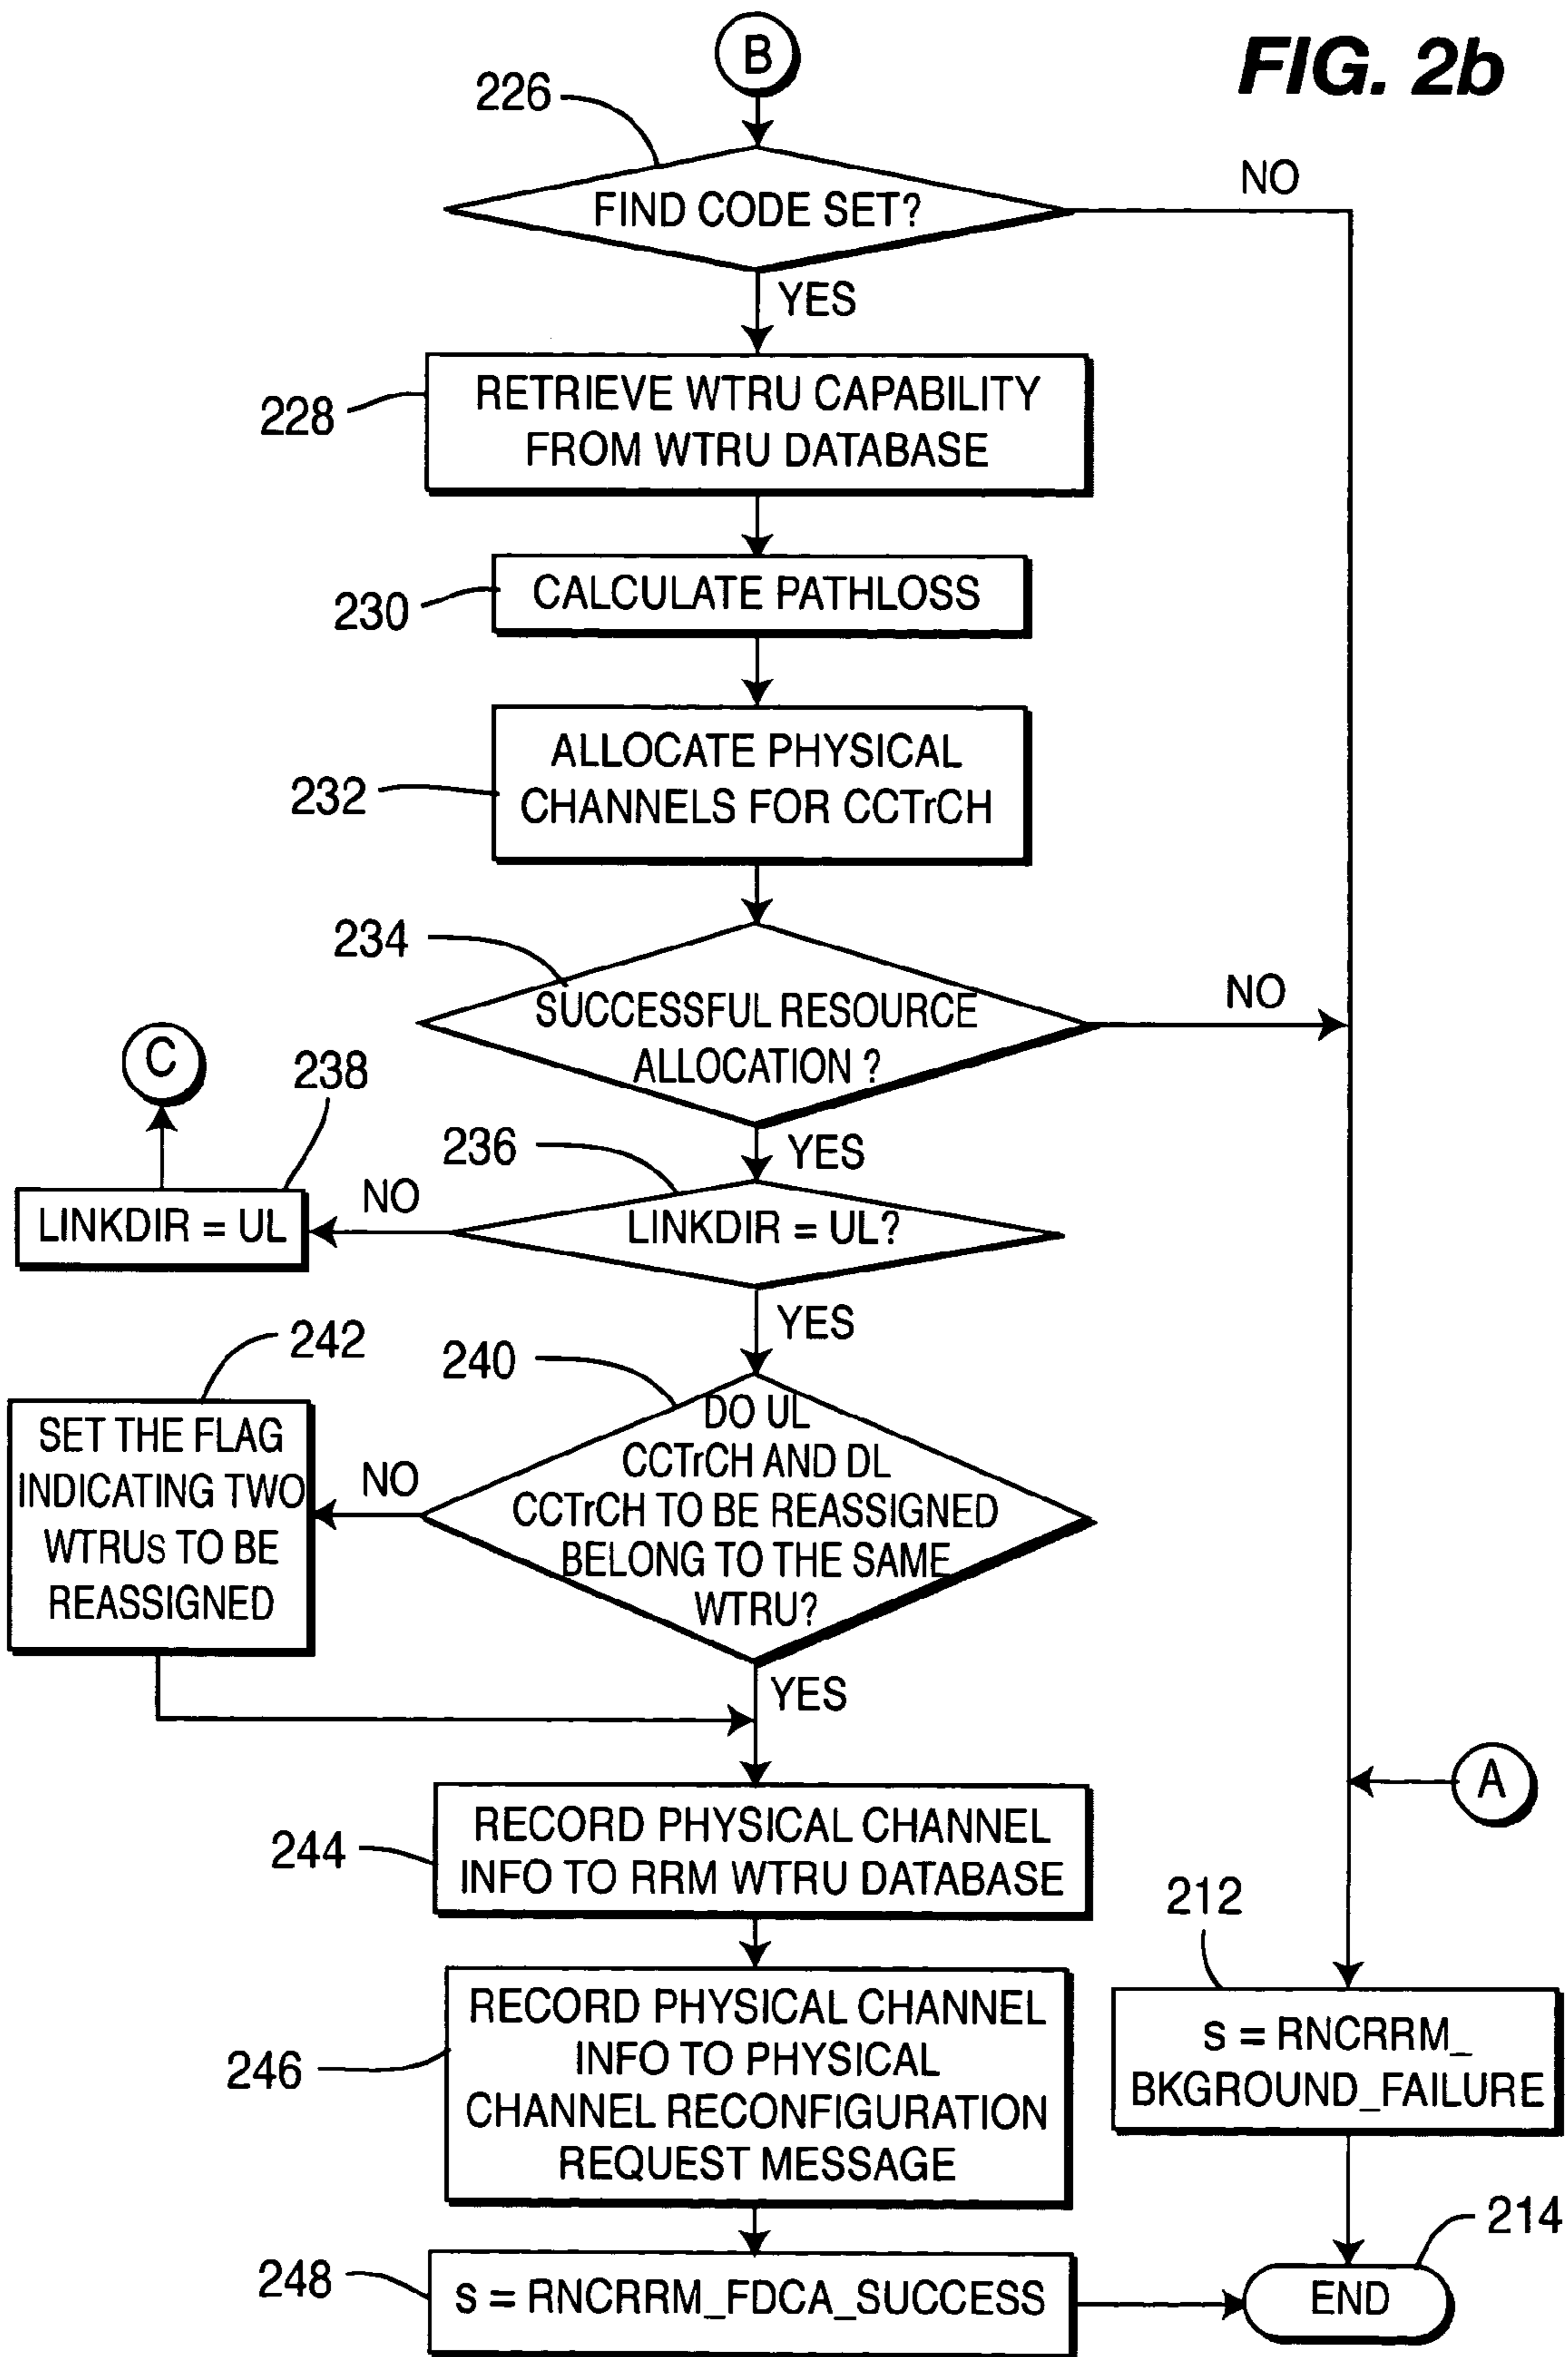 FIG. 2b
B
226
FIND CODE SET?
NO
YES
228
RETRIEVE WTRU CAPABILITY
FROM WTRU DATABASE
230
CALCULATE PATHLOSS
232
ALLOCATE PHYSICAL
CHANNELS FOR CCTrCH
234
SUCCESSFUL RESOURCE
ALLOCATION ?
NO
YES
C
238
236
LINKDIR = UL
NO
LINKDIR = UL?
YES
242
240
SET THE FLAG
INDICATING TWO
WTRUs TO BE
REASSIGNED
NO
DO UL
CCTrCH AND DL
CCTrCH TO BE REASSIGNED
BELONG TO THE SAME
WTRU?
YES
A
244
RECORD PHYSICAL CHANNEL
INFO TO RRM WTRU DATABASE
212
s = RNCRRM_
BKGROUND_FAILURE
246
RECORD PHYSICAL CHANNEL
INFO TO PHYSICAL
CHANNEL RECONFIGURATION
REQUEST MESSAGE
214
248
s = RNCRRM_FDCA_SUCCESS
END